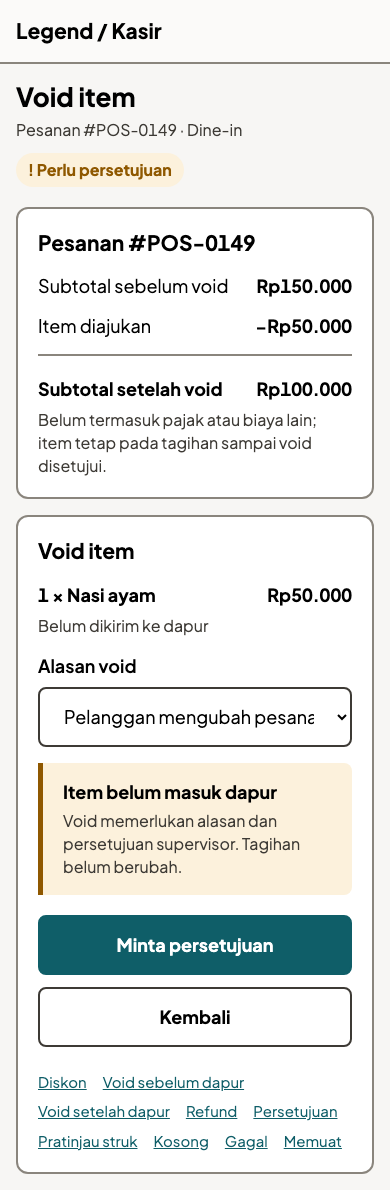 Legend / Kasir
Void item
Pesanan #POS-0149 · Dine-in
! Perlu persetujuan
Pesanan #POS-0149
Subtotal sebelum void Rp150.000
Item diajukan −Rp50.000
Subtotal setelah void Rp100.000
Belum termasuk pajak atau biaya lain;
item tetap pada tagihan sampai void
disetujui.
Void item
1 × Nasi ayam Rp50.000
Belum dikirim ke dapur
Alasan void
Pelanggan mengubah pesana
Item belum masuk dapur
Void memerlukan alasan dan
persetujuan supervisor. Tagihan
belum berubah.
Minta persetujuan
Kembali
Diskon Void sebelum dapur
Void setelah dapur Refund Persetujuan
Pratinjau struk Kosong Gagal Memuat